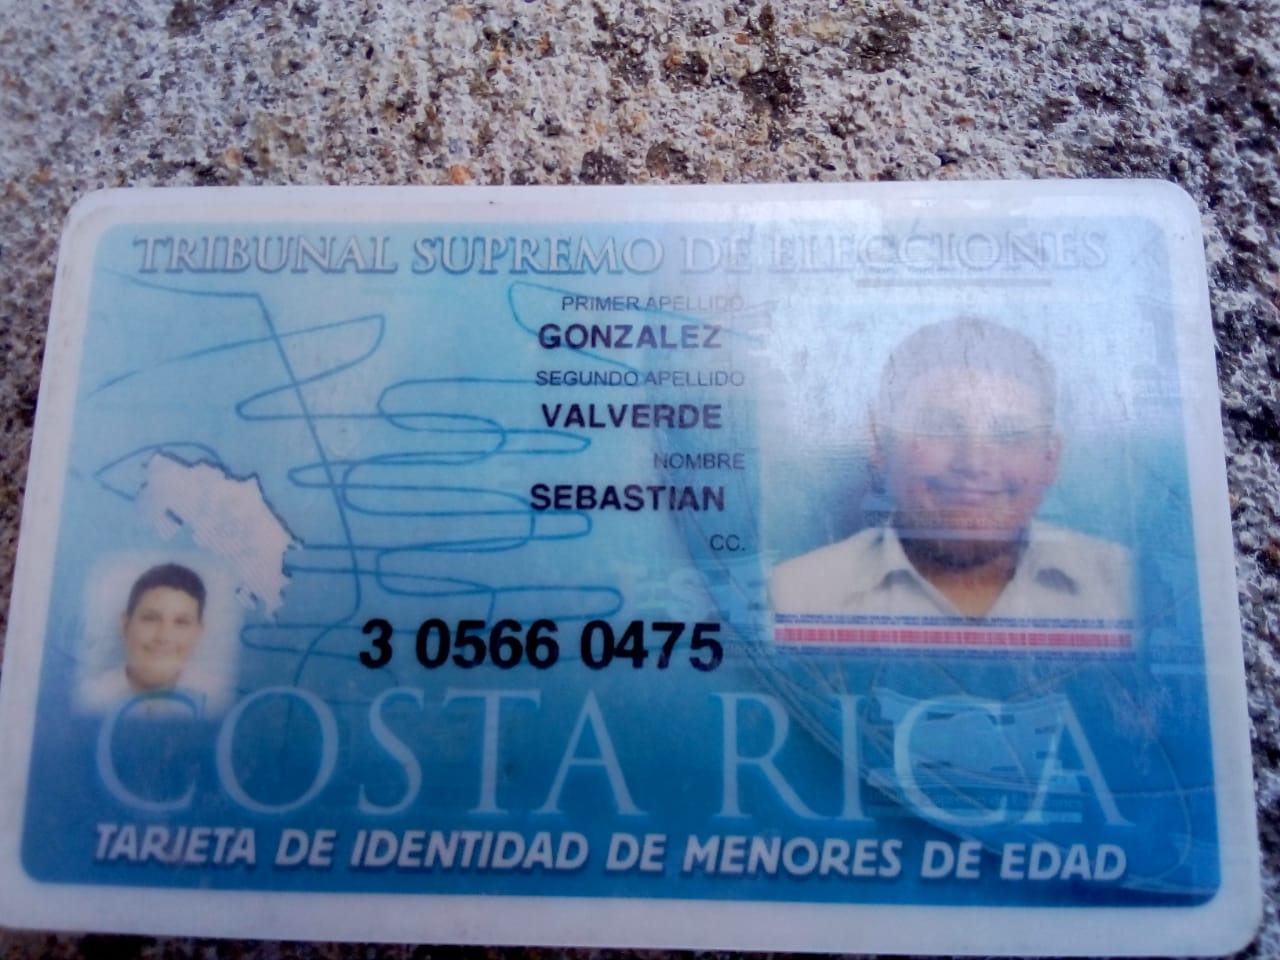 TRIBUNAL SUPREMO DE ELECCIONES
PRIMER APELLIDO
GONZALEZ
SEGUNDO APELLIDO
VALVERDE
NOMBRE
SEBASTIAN
CC.
3 0566 0475
COSTA RICA
TARJETA DE IDENTIDAD DE MENORES DE EDAD